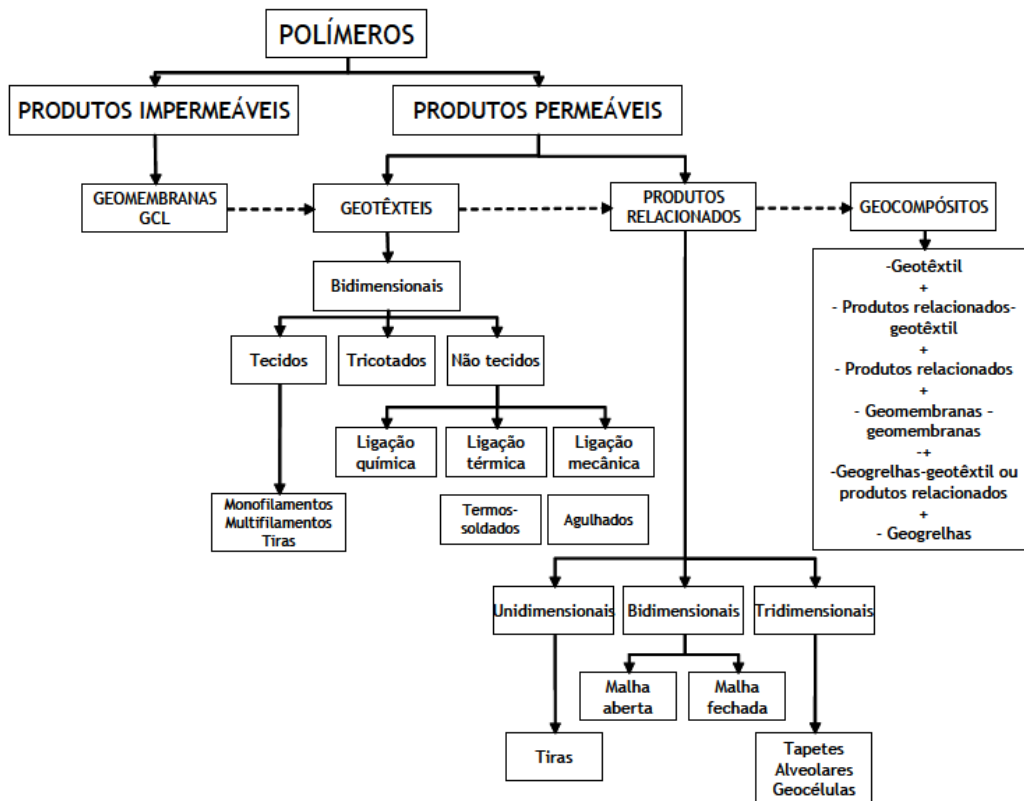 POLÍMEROS
PRODUTOS IMPERMEÁVEIS
PRODUTOS PERMEÁVEIS
GEOMEMBRANAS
GCL
GEOTÊXTEIS
PRODUTOS
RELACIONADOS
GEOCOMPÓSITOS
-Geotêxtil
+
- Produtos relacionados-
geotêxtil
+
- Produtos relacionados
+
- Geomembranas -
geomembranas
-+
-Geogrelhas-geotêxtil ou
produtos relacionados
+
- Geogrelhas
Bidimensionais
Tecidos
Tricotados
Não tecidos
Ligação
química
Ligação
térmica
Ligação
mecânica
Monofilamentos
Multifilamentos
Tiras
Termos-
soldados
Agulhados
Unidimensionais
Bidimensionais
Tridimensionais
Malha
aberta
Malha
fechada
Tiras
Tapetes
Alveolares
Geocélulas